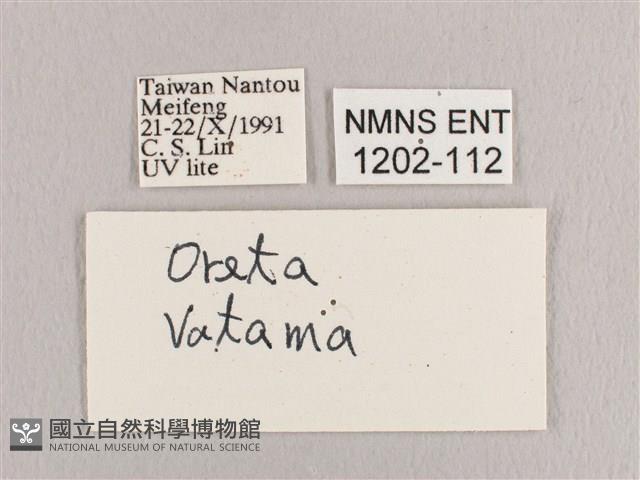 Taiwan Nantou
Meifeng
21-22/X/1991
C. S. Lin
UV lite
NMNS ENT
1202-112
Oreta
Vatama
國立自然科學博物館
NATIONAL MUSEUM OF NATURAL SCIENCE